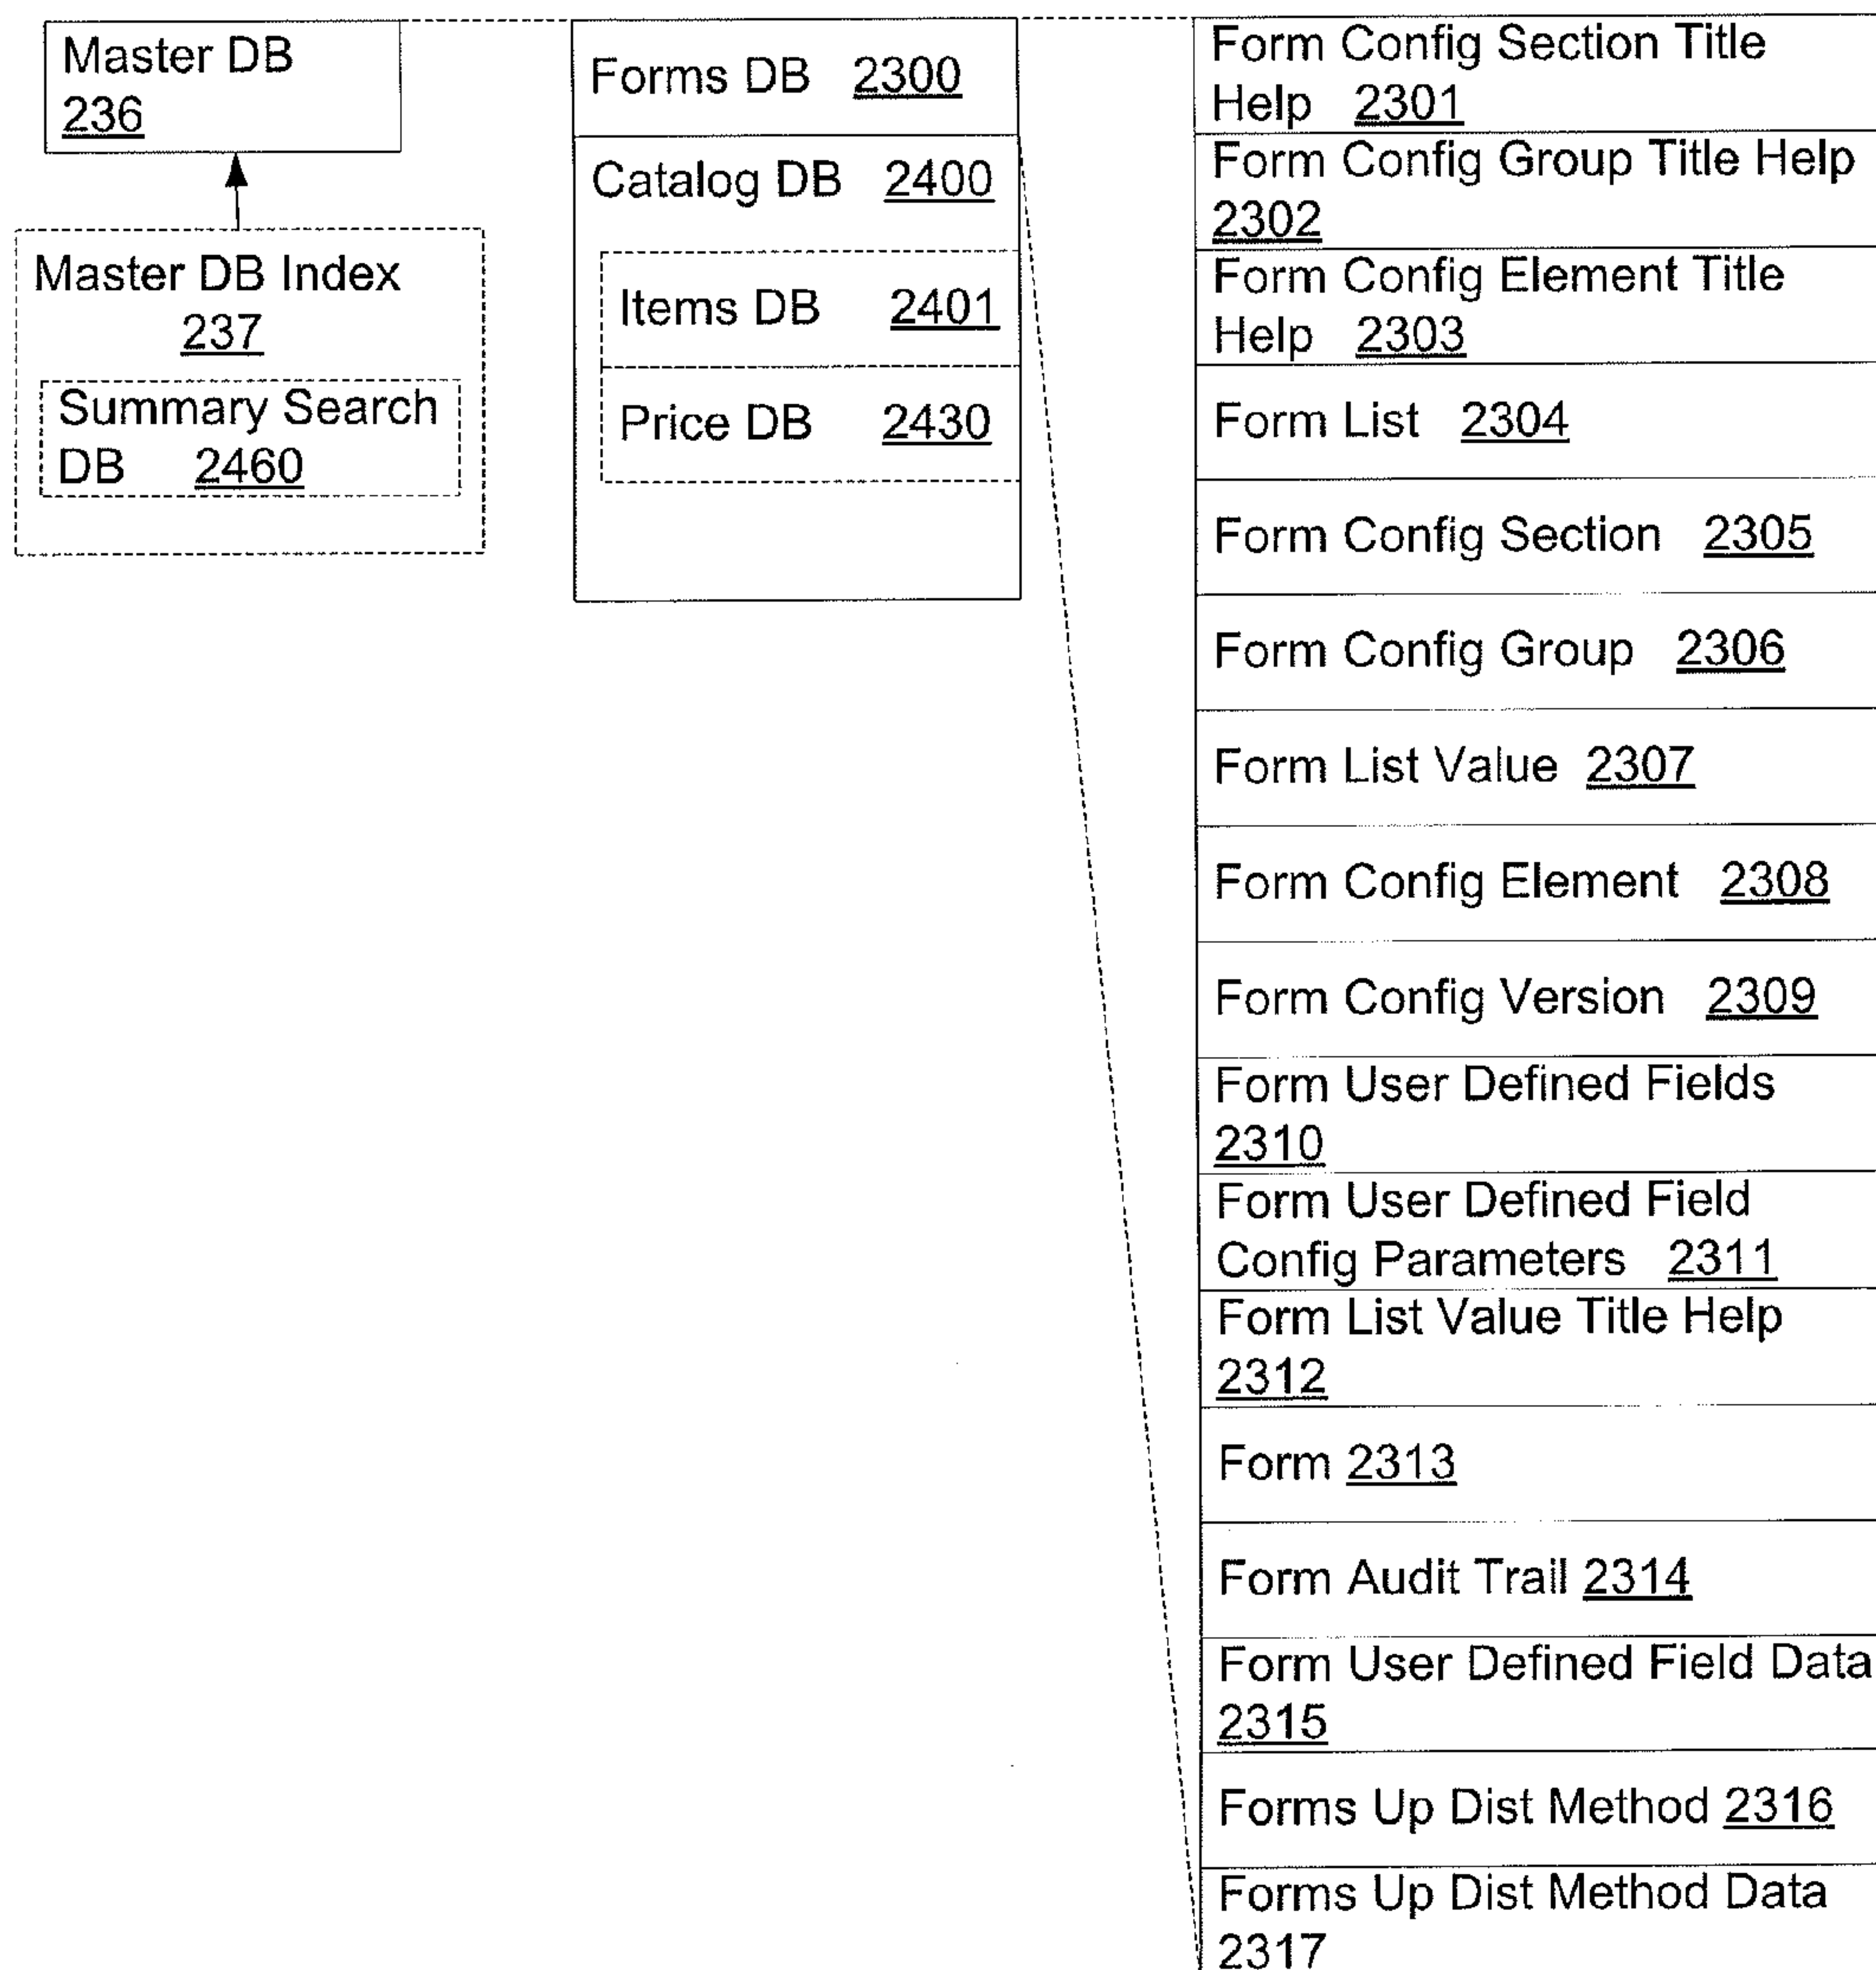 Master DB
236
Master DB Index
237
Summary Search
DB 2460
Forms DB 2300
Catalog DB 2400
Items DB 2401
Price DB 2430
Form Config Section Title
Help 2301
Form Config Group Title Help
2302
Form Config Element Title
Help 2303
Form List 2304
Form Config Section 2305
Form Config Group 2306
Form List Value 2307
Form Config Element 2308
Form Config Version 2309
Form User Defined Fields
2310
Form User Defined Field
Config Parameters 2311
Form List Value Title Help
2312
Form 2313
Form Audit Trail 2314
Form User Defined Field Data
2315
Forms Up Dist Method 2316
Forms Up Dist Method Data
2317